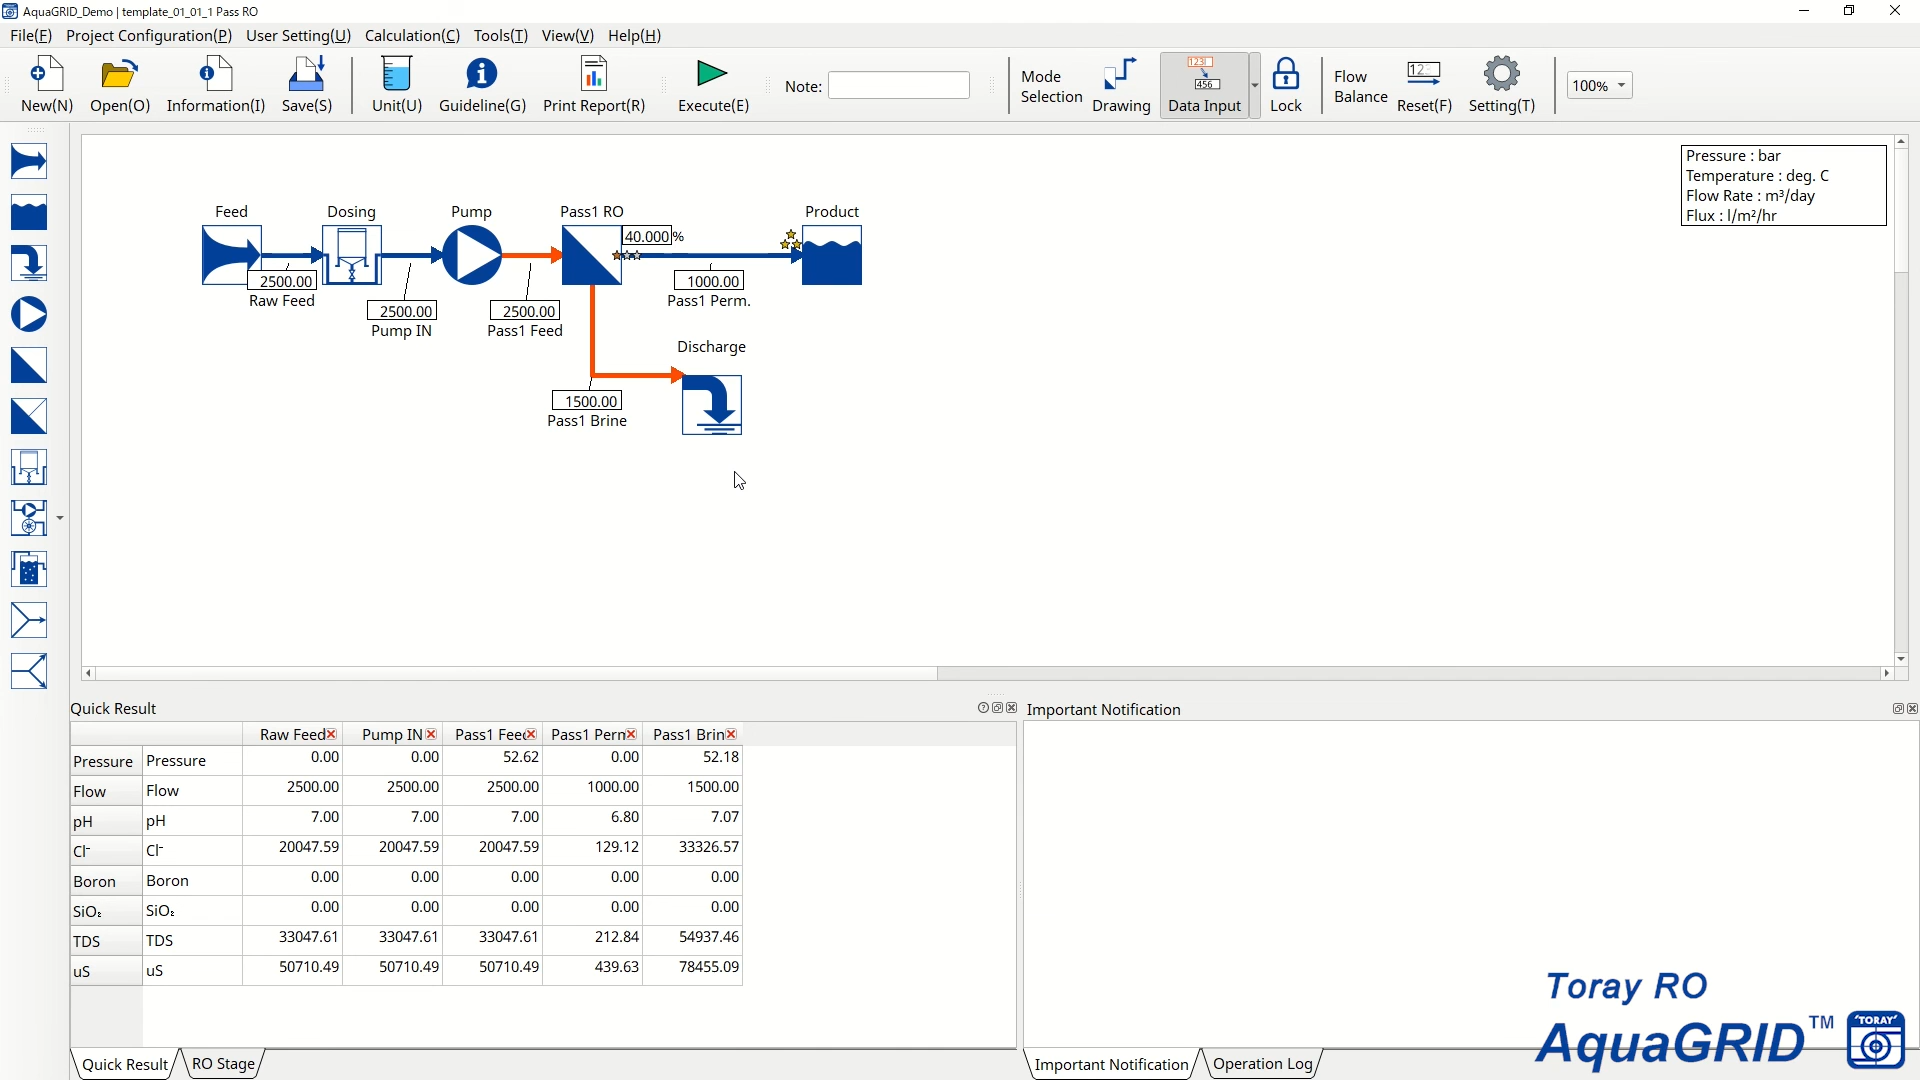 AquaGRID_Demo | template_01_01_1 Pass RO
File(F) Project Configuration(P) User Setting(U) Calculation(C) Tools(T) View(V) Help(H)
New(N) Open(O) Information(I) Save(S) Unit(U) Guideline(G) Print Report(R) Execute(E) Note: Mode Selection Drawing Data Input Lock Flow Balance Reset(F) Setting(T) 100%
Pressure : bar
Temperature : deg. C
Flow Rate : m³/day
Flux : l/m²/hr
Feed Dosing Pump Pass1 RO Product
40.000 %
2500.00 1000.00
Raw Feed Pass1 Perm.
2500.00 2500.00
Pump IN Pass1 Feed
Discharge
1500.00
Pass1 Brine
Quick Result
Raw Feed Pump IN Pass1 Feed Pass1 Perm Pass1 Brin
Pressure Pressure 0.00 0.00 52.62 0.00 52.18
Flow Flow 2500.00 2500.00 2500.00 1000.00 1500.00
pH pH 7.00 7.00 7.00 6.80 7.07
Cl⁻ Cl⁻ 20047.59 20047.59 20047.59 129.12 33326.57
Boron Boron 0.00 0.00 0.00 0.00 0.00
SiO₂ SiO₂ 0.00 0.00 0.00 0.00 0.00
TDS TDS 33047.61 33047.61 33047.61 212.84 54937.46
uS uS 50710.49 50710.49 50710.49 439.63 78455.09
Quick Result RO Stage
Important Notification
Important Notification Operation Log
Toray RO
AquaGRID™
'TORAY'